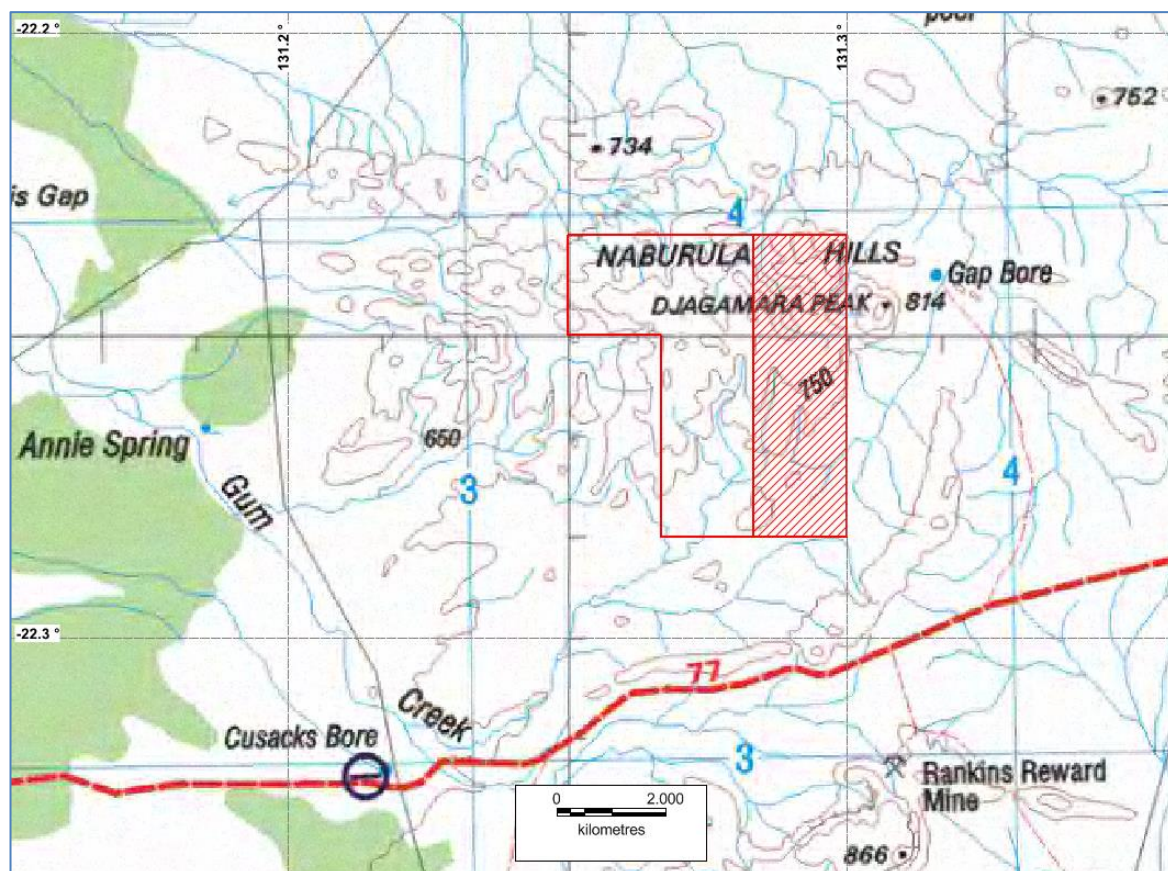 -22.2 °
131.2 °
131.3 °
752
734
is Gap
4
NABURULA HILLS
Gap Bore
DJAGAMARA PEAK 814
750
Annie Spring
650
Gum
3
4
-22.3 °
77
Creek
Cusacks Bore
3
Rankins Reward
Mine
0 2.000
kilometres
866